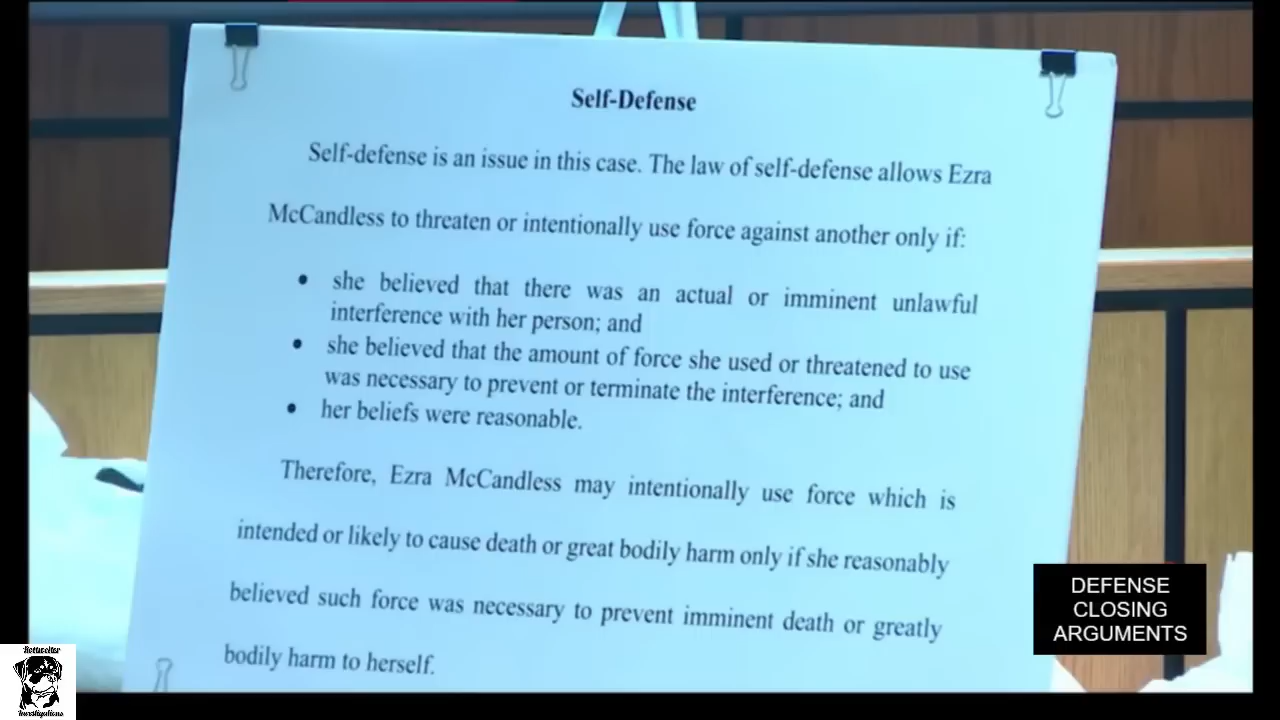 Self-Defense
Self-defense is an issue in this case. The law of self-defense allows Ezra
McCandless to threaten or intentionally use force against another only if:
• she believed that there was an actual or imminent unlawful
interference with her person; and
• she believed that the amount of force she used or threatened to use
was necessary to prevent or terminate the interference; and
• her beliefs were reasonable.
Therefore, Ezra McCandless may intentionally use force which is
intended or likely to cause death or great bodily harm only if she reasonably
believed such force was necessary to prevent imminent death or greatly
bodily harm to herself.
DEFENSE
CLOSING
ARGUMENTS
Rottweiler
Investigations